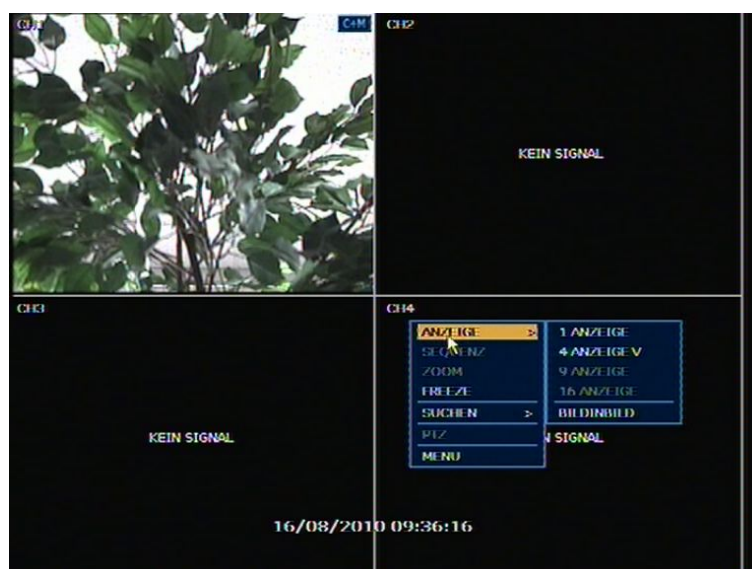 CH1 C+M
CH2
KEIN SIGNAL
CH3
KEIN SIGNAL
CH4
ANZEIGE >
SEQUENZ
ZOOM
FREEZE
SUCHEN >
PTZ
MENU
1 ANZEIGE
4 ANZEIGE V
9 ANZEIGE
16 ANZEIGE
BILDINBILD
SIGNAL
16/08/2010 09:36:16